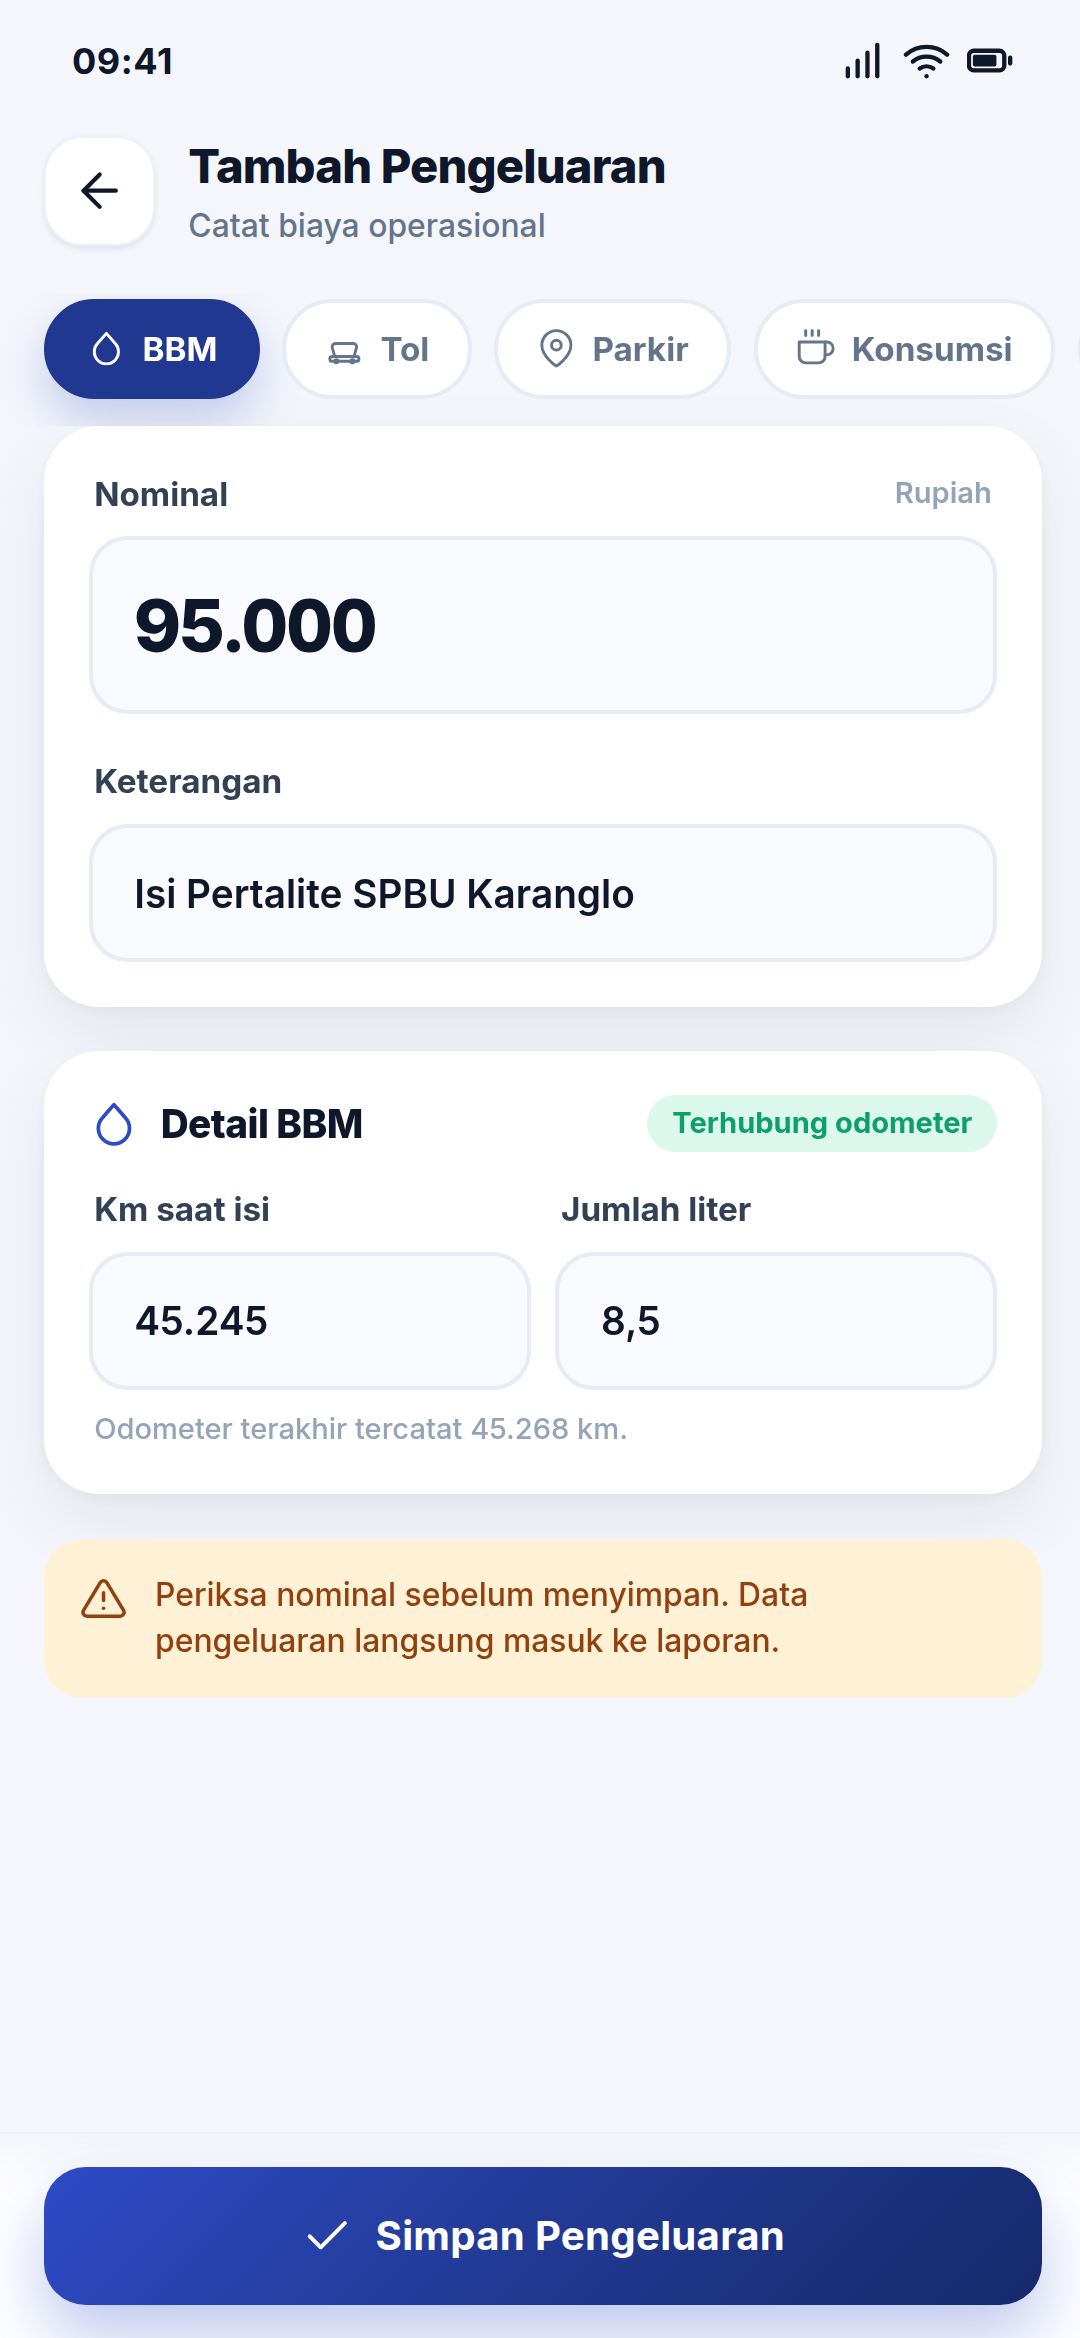 09:41
Tambah Pengeluaran
Catat biaya operasional
BBM
Tol
Parkir
Konsumsi
Nominal
Rupiah
95.000
Keterangan
Isi Pertalite SPBU Karanglo
Detail BBM
Terhubung odometer
Km saat isi
Jumlah liter
45.245
8,5
Odometer terakhir tercatat 45.268 km.
Periksa nominal sebelum menyimpan. Data
pengeluaran langsung masuk ke laporan.
Simpan Pengeluaran